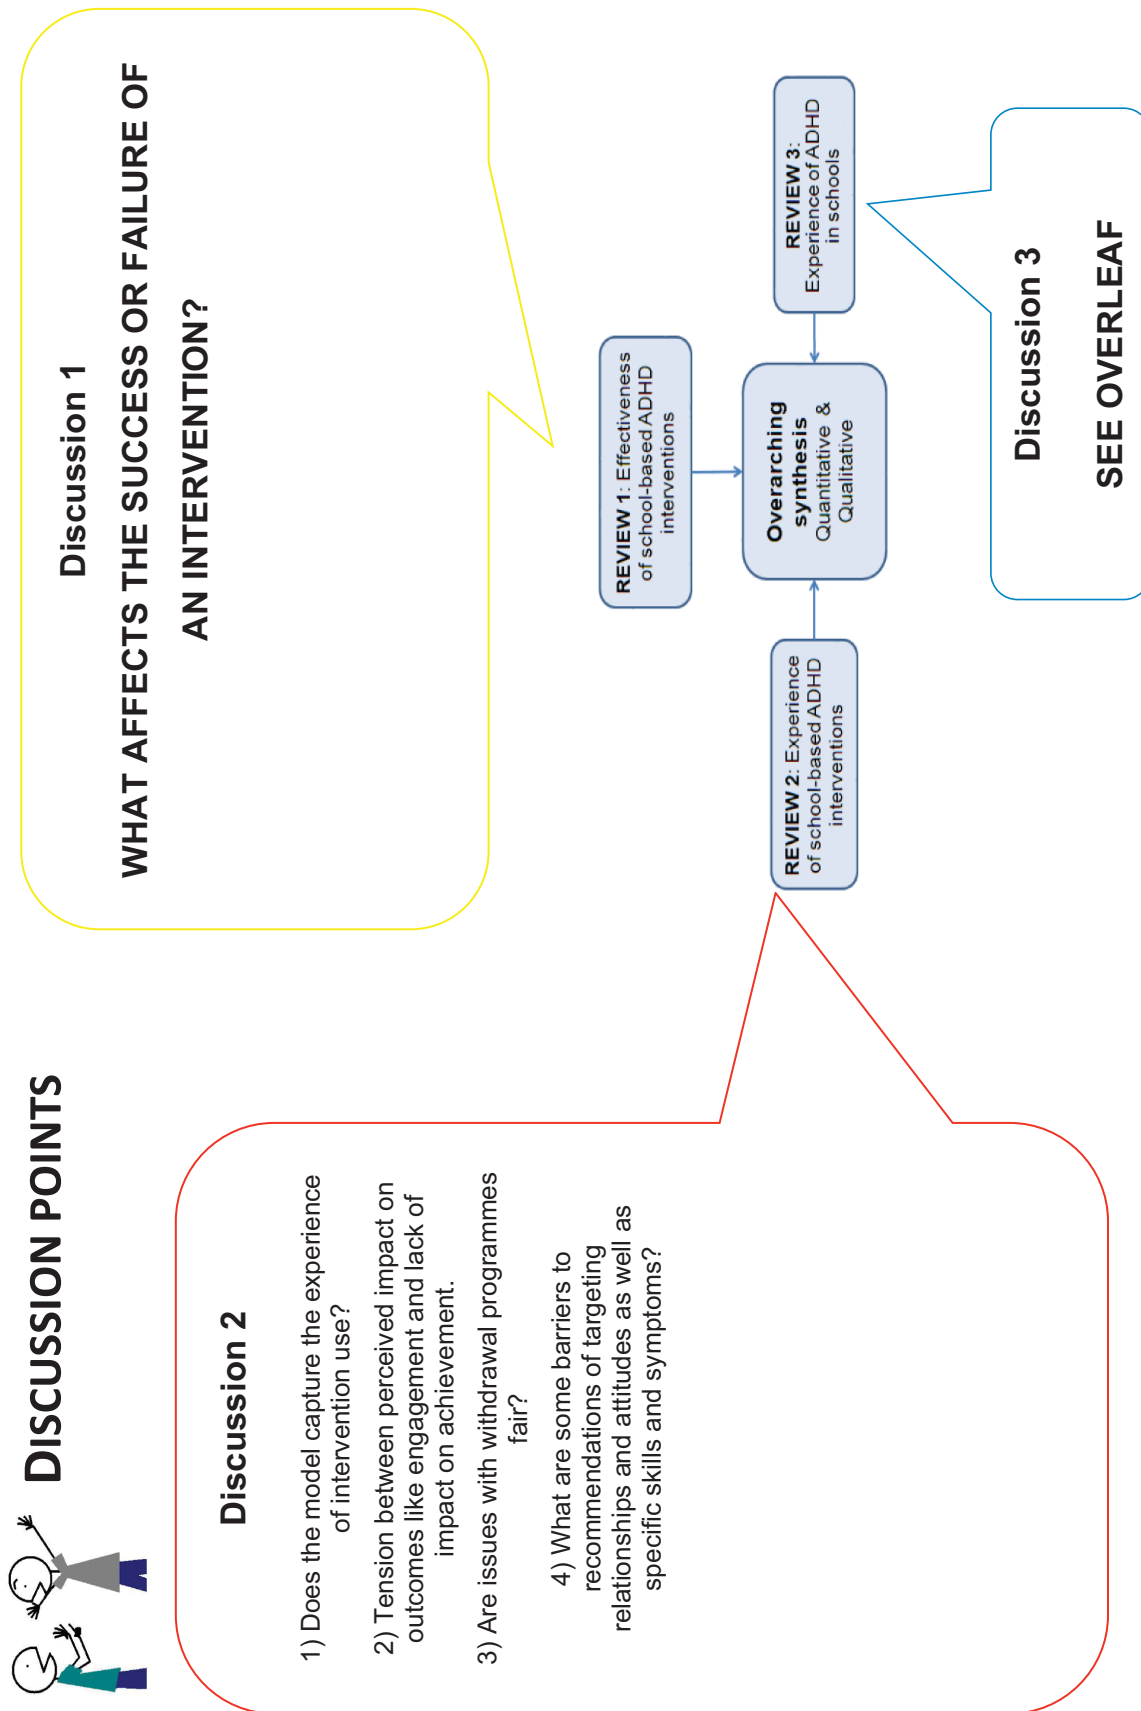 DISCUSSION POINTS
Discussion 1
WHAT AFFECTS THE SUCCESS OR FAILURE OF
AN INTERVENTION?
Discussion 2
1) Does the model capture the experience
of intervention use?
2) Tension between perceived impact on
outcomes like engagement and lack of
impact on achievement.
3) Are issues with withdrawal programmes
fair?
4) What are some barriers to
recommendations of targeting
relationships and attitudes as well as
specific skills and symptoms?
REVIEW 1: Effectiveness
of school-based ADHD
interventions
REVIEW 2: Experience
of school-based ADHD
interventions
Overarching
synthesis
Quantitative &
Qualitative
REVIEW 3:
Experience of ADHD
in schools
Discussion 3
SEE OVERLEAF